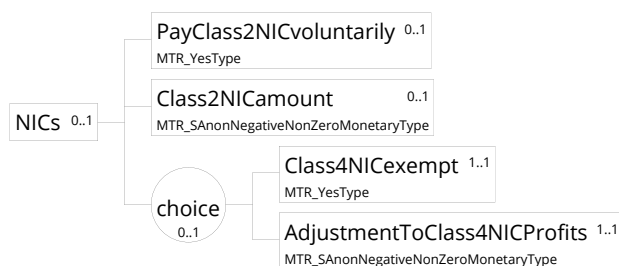 PayClass2NICvoluntarily 0..1
MTR_YesType
Class2NICamount 0..1
MTR_SAnonNegativeNonZeroMonetaryType
NICs 0..1
choice
0..1
Class4NICexempt 1..1
MTR_YesType
AdjustmentToClass4NICProfits 1..1
MTR_SAnonNegativeNonZeroMonetaryType